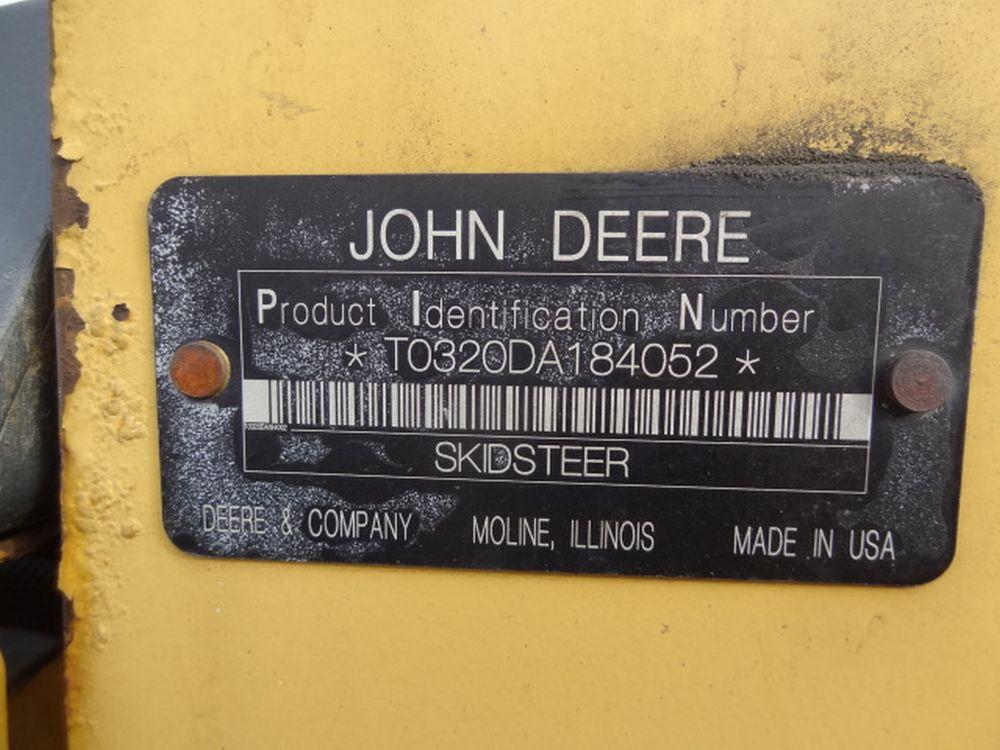 JOHN DEERE
Product Identification Number
* T0320DA184052 *
SKIDSTEER
DEERE & COMPANY MOLINE, ILLINOIS MADE IN USA